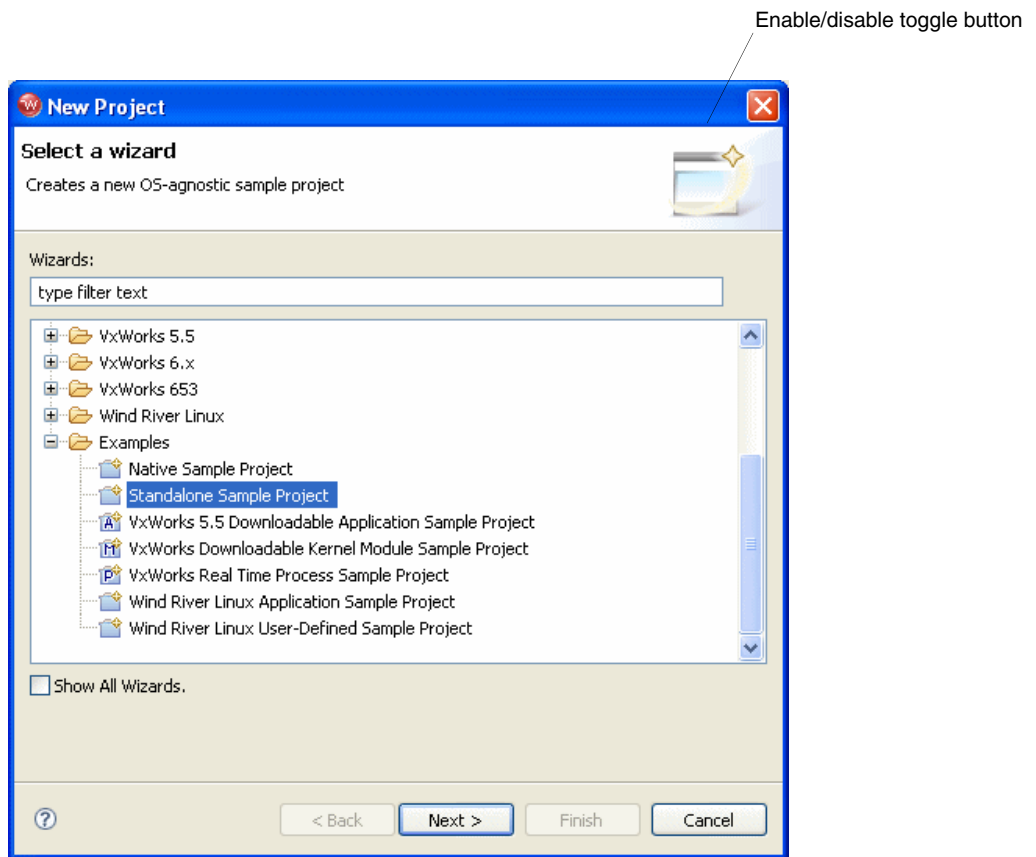 Enable/disable toggle button
New Project
Select a wizard
Creates a new OS-agnostic sample project
Wizards:
type filter text
VxWorks 5.5
VxWorks 6.x
VxWorks 653
Wind River Linux
Examples
Native Sample Project
Standalone Sample Project
VxWorks 5.5 Downloadable Application Sample Project
VxWorks Downloadable Kernel Module Sample Project
VxWorks Real Time Process Sample Project
Wind River Linux Application Sample Project
Wind River Linux User-Defined Sample Project
Show All Wizards.
? < Back Next > Finish Cancel